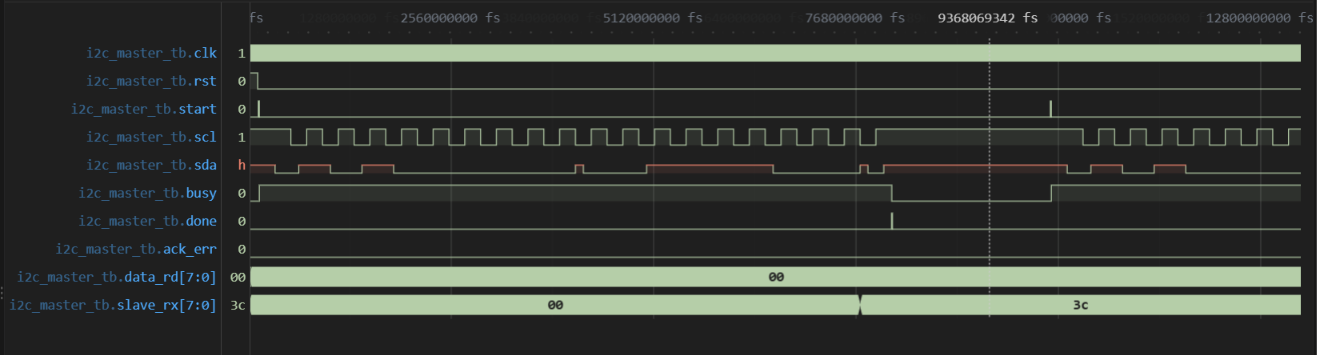 fs 2560000000 fs 5120000000 fs 7680000000 fs 9368069342 fs 00000 fs 12800000000 fs
i2c_master_tb.clk 1
i2c_master_tb.rst 0
i2c_master_tb.start 0
i2c_master_tb.scl 1
i2c_master_tb.sda h
i2c_master_tb.busy 0
i2c_master_tb.done 0
i2c_master_tb.ack_err 0
i2c_master_tb.data_rd[7:0] 00 00
i2c_master_tb.slave_rx[7:0] 3c 00 3c